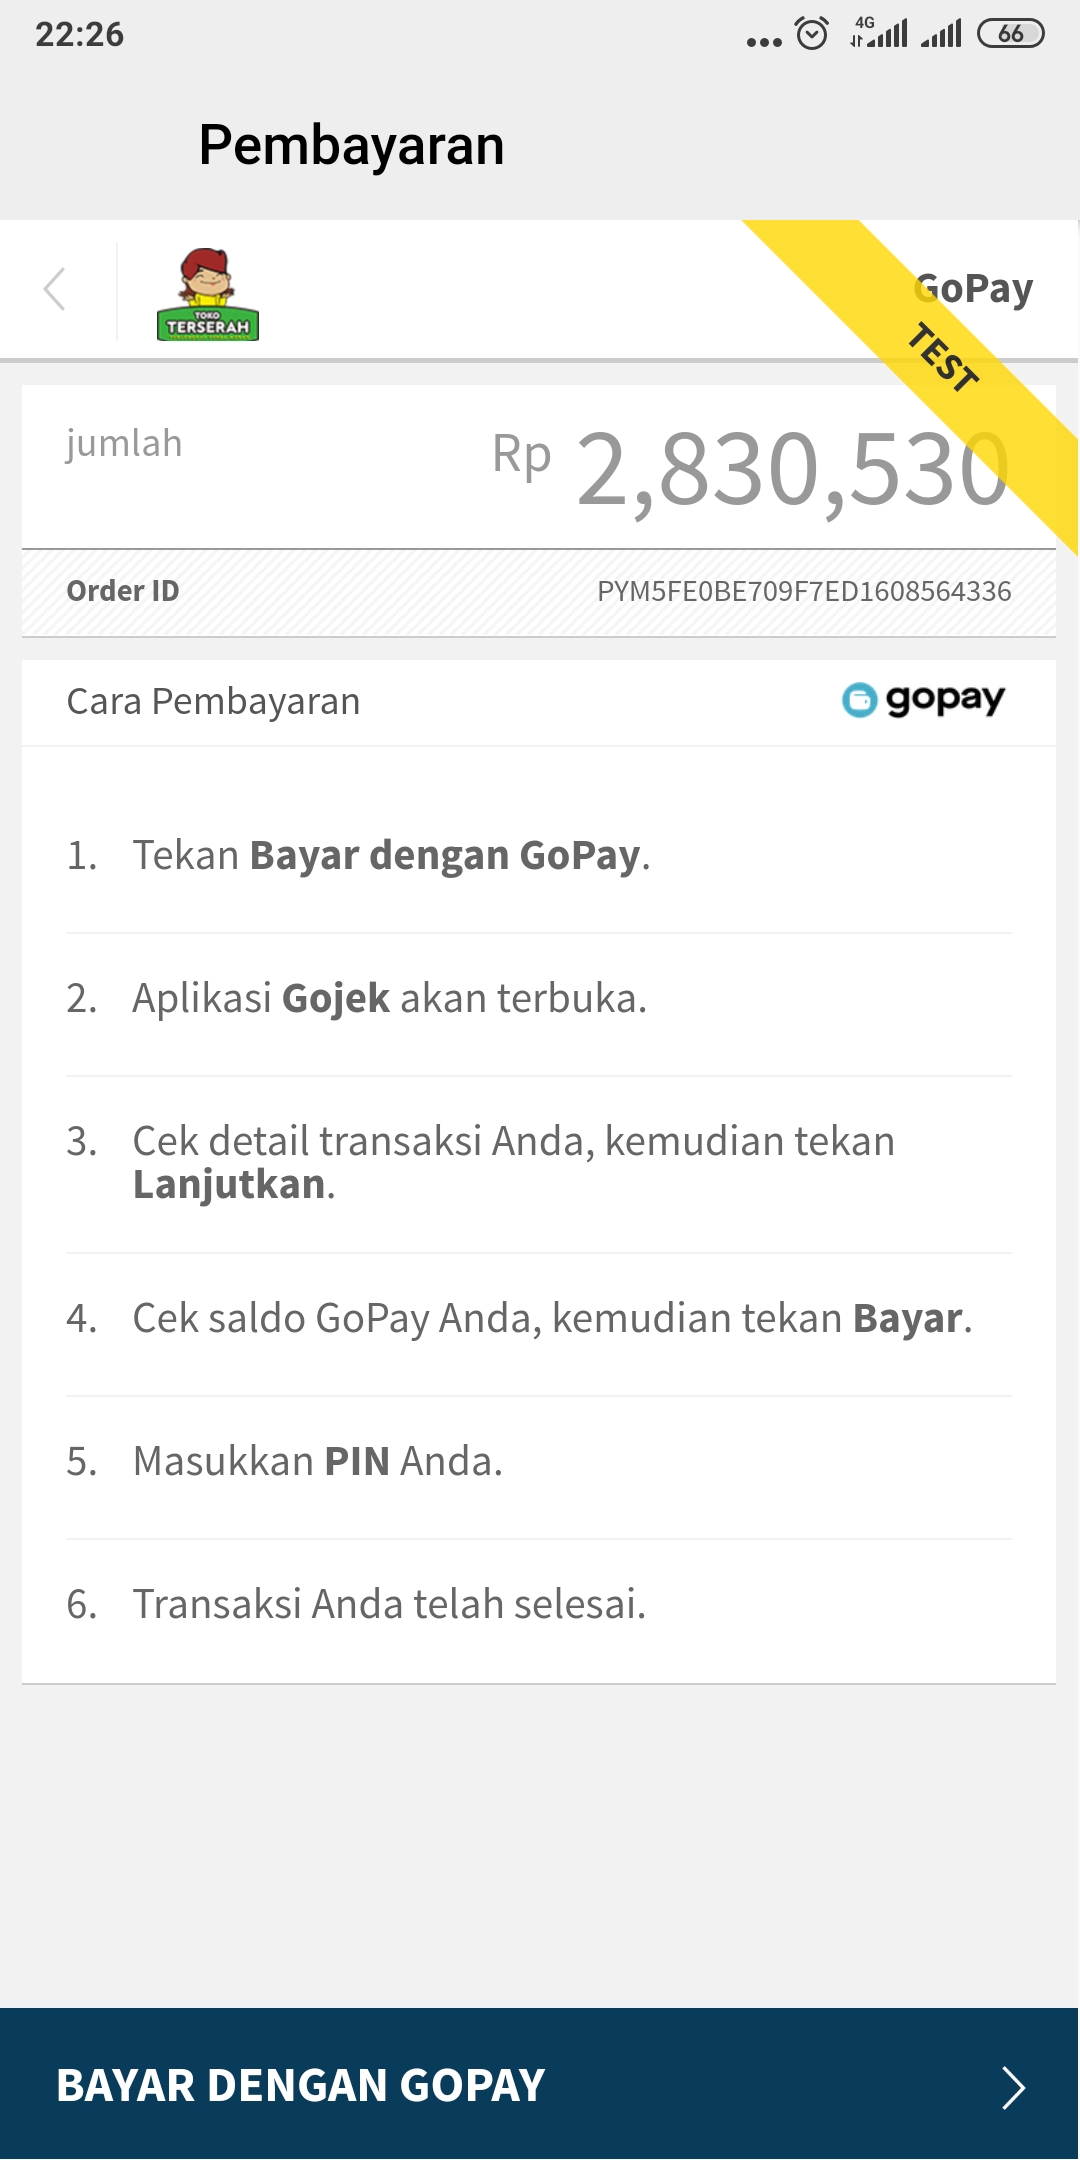 22:26
4G
66
Pembayaran
TOKO
TERSERAH
GoPay
TEST
jumlah
Rp 2,830,530
Order ID
PYM5FE0BE709F7ED1608564336
Cara Pembayaran
gopay
1. Tekan Bayar dengan GoPay.
2. Aplikasi Gojek akan terbuka.
3. Cek detail transaksi Anda, kemudian tekan
Lanjutkan.
4. Cek saldo GoPay Anda, kemudian tekan Bayar.
5. Masukkan PIN Anda.
6. Transaksi Anda telah selesai.
BAYAR DENGAN GOPAY